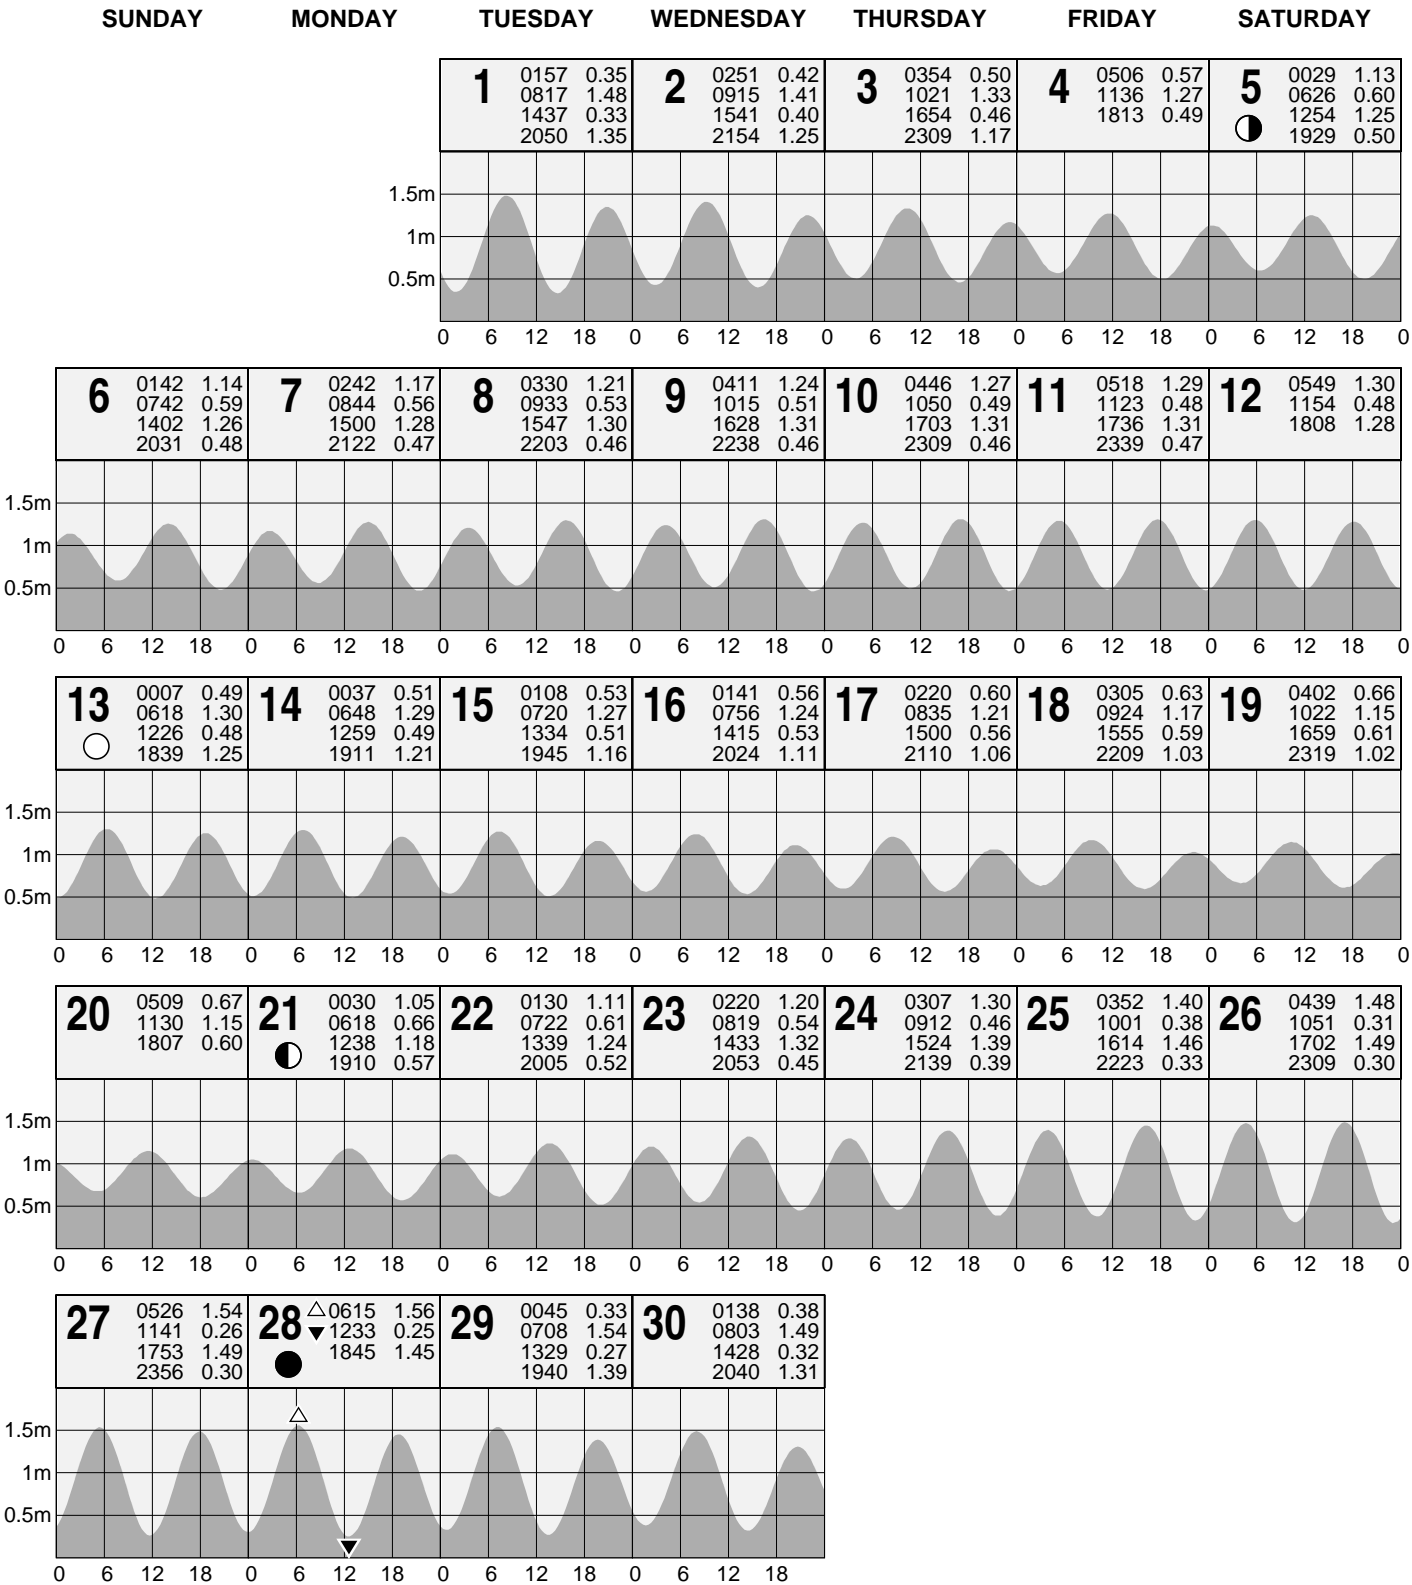 SUNDAY MONDAY TUESDAY WEDNESDAY THURSDAY FRIDAY SATURDAY
1 0157 0.35
0817 1.48
1437 0.33
2050 1.35
2 0251 0.42
0915 1.41
1541 0.40
2154 1.25
3 0354 0.50
1021 1.33
1654 0.46
2309 1.17
4 0506 0.57
1136 1.27
1813 0.49
5 0029 1.13
0626 0.60
1254 1.25
1929 0.50
1.5m
1m
0.5m
0 6 12 18 0 6 12 18 0 6 12 18 0 6 12 18 0 6 12 18 0
6 0142 1.14
0742 0.59
1402 1.26
2031 0.48
7 0242 1.17
0844 0.56
1500 1.28
2122 0.47
8 0330 1.21
0933 0.53
1547 1.30
2203 0.46
9 0411 1.24
1015 0.51
1628 1.31
2238 0.46
10 0446 1.27
1050 0.49
1703 1.31
2309 0.46
11 0518 1.29
1123 0.48
1736 1.31
2339 0.47
12 0549 1.30
1154 0.48
1808 1.28
1.5m
1m
0.5m
0 6 12 18 0 6 12 18 0 6 12 18 0 6 12 18 0 6 12 18 0 6 12 18 0 6 12 18 0
13 0007 0.49
0618 1.30
1226 0.48
1839 1.25
14 0037 0.51
0648 1.29
1259 0.49
1911 1.21
15 0108 0.53
0720 1.27
1334 0.51
1945 1.16
16 0141 0.56
0756 1.24
1415 0.53
2024 1.11
17 0220 0.60
0835 1.21
1500 0.56
2110 1.06
18 0305 0.63
0924 1.17
1555 0.59
2209 1.03
19 0402 0.66
1022 1.15
1659 0.61
2319 1.02
1.5m
1m
0.5m
0 6 12 18 0 6 12 18 0 6 12 18 0 6 12 18 0 6 12 18 0 6 12 18 0 6 12 18 0
20 0509 0.67
1130 1.15
1807 0.60
21 0030 1.05
0618 0.66
1238 1.18
1910 0.57
22 0130 1.11
0722 0.61
1339 1.24
2005 0.52
23 0220 1.20
0819 0.54
1433 1.32
2053 0.45
24 0307 1.30
0912 0.46
1524 1.39
2139 0.39
25 0352 1.40
1001 0.38
1614 1.46
2223 0.33
26 0439 1.48
1051 0.31
1702 1.49
2309 0.30
1.5m
1m
0.5m
0 6 12 18 0 6 12 18 0 6 12 18 0 6 12 18 0 6 12 18 0 6 12 18 0 6 12 18 0
27 0526 1.54
1141 0.26
1753 1.49
2356 0.30
28 0615 1.56
1233 0.25
1845 1.45
29 0045 0.33
0708 1.54
1329 0.27
1940 1.39
30 0138 0.38
0803 1.49
1428 0.32
2040 1.31
1.5m
1m
0.5m
0 6 12 18 0 6 12 18 0 6 12 18 0 6 12 18